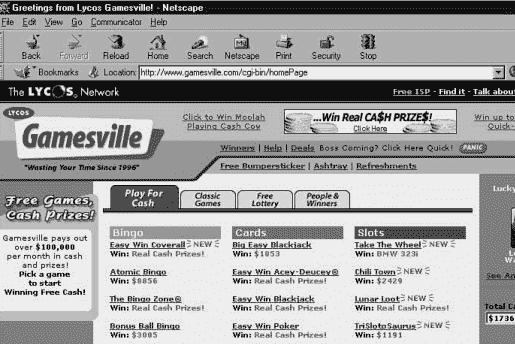 Greetings from Lycos Gamesville! - Netscape
File Edit View Go Communicator Help
Back Forward Reload Home Search Netscape Print Security Stop
Bookmarks Location: http://www.gamesville.com/cgi-bin/homePage
The LYCOS Network
Free ISP - Find it - Talk abou
LYCOS
Gamesville
"Wasting Your Time Since 1996"
Click to Win Moolah
Playing Cash Cow
...Win Real CA$H PRIZE$!
Click Here
Win up to
Quick-
Winners | Help | Deals Boss Coming? Click Here Quick! PANIC
Free Bumpersticker | Ashtray | Refreshments
Free Games,
Cash Prizes!
Gamesville pays out
over $100,000
per month in cash
and prizes!
Pick a game
to start
Winning Free Cash!
Play For
Cash
Classic
Games
Free
Lottery
People &
Winners
Bingo
Easy Win Coverall NEW
Win: Real Cash Prizes!
Atomic Bingo
Win: $8856
The Bingo Zone®
Win: Real Cash Prizes!
Bonus Ball Bingo
Win: $3005
Cards
Big Easy Blackjack
Win: $1053
Easy Win Acey-Deucey®
Win: Real Cash Prizes!
Easy Win Blackjack
Win: Real Cash Prizes!
Easy Win Poker
Win: Real Cash Prizes!
Slots
Take The Wheel NEW
Win: BMW 323i
Chili Town NEW
Win: $2429
Lunar Loot NEW
Win: Real Cash Prizes!
TriSlotoSaurus NEW
Win: $1191
Lucky
See An
Total Ca
$1736